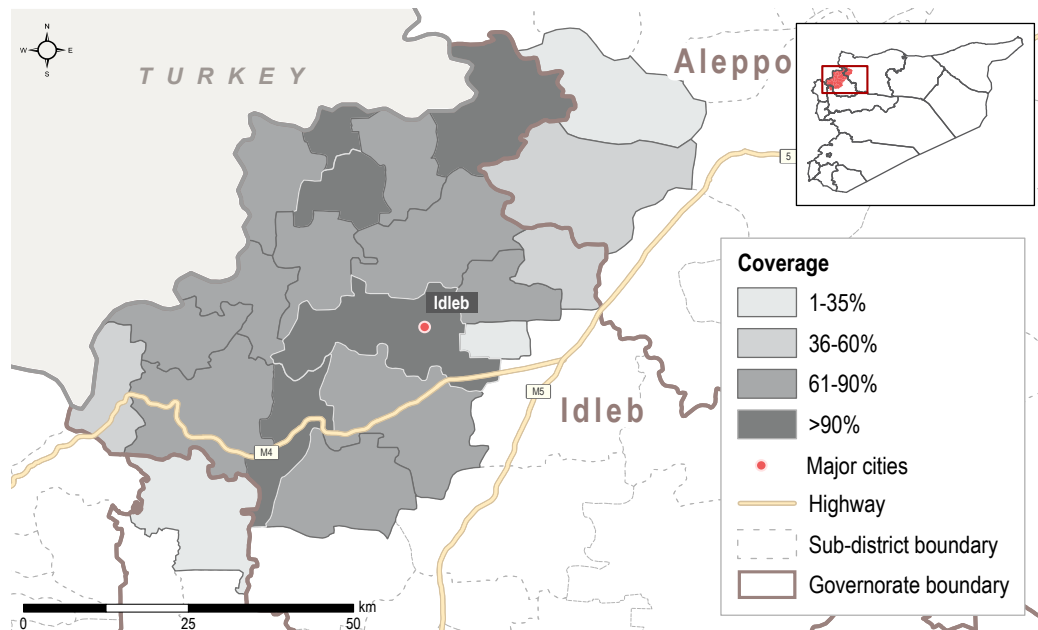 N
W E
S
TURKEY
Aleppo
5
Idleb
M5
Idleb
M4
Coverage
1-35%
36-60%
61-90%
>90%
Major cities
Highway
Sub-district boundary
Governorate boundary
km
0 25 50